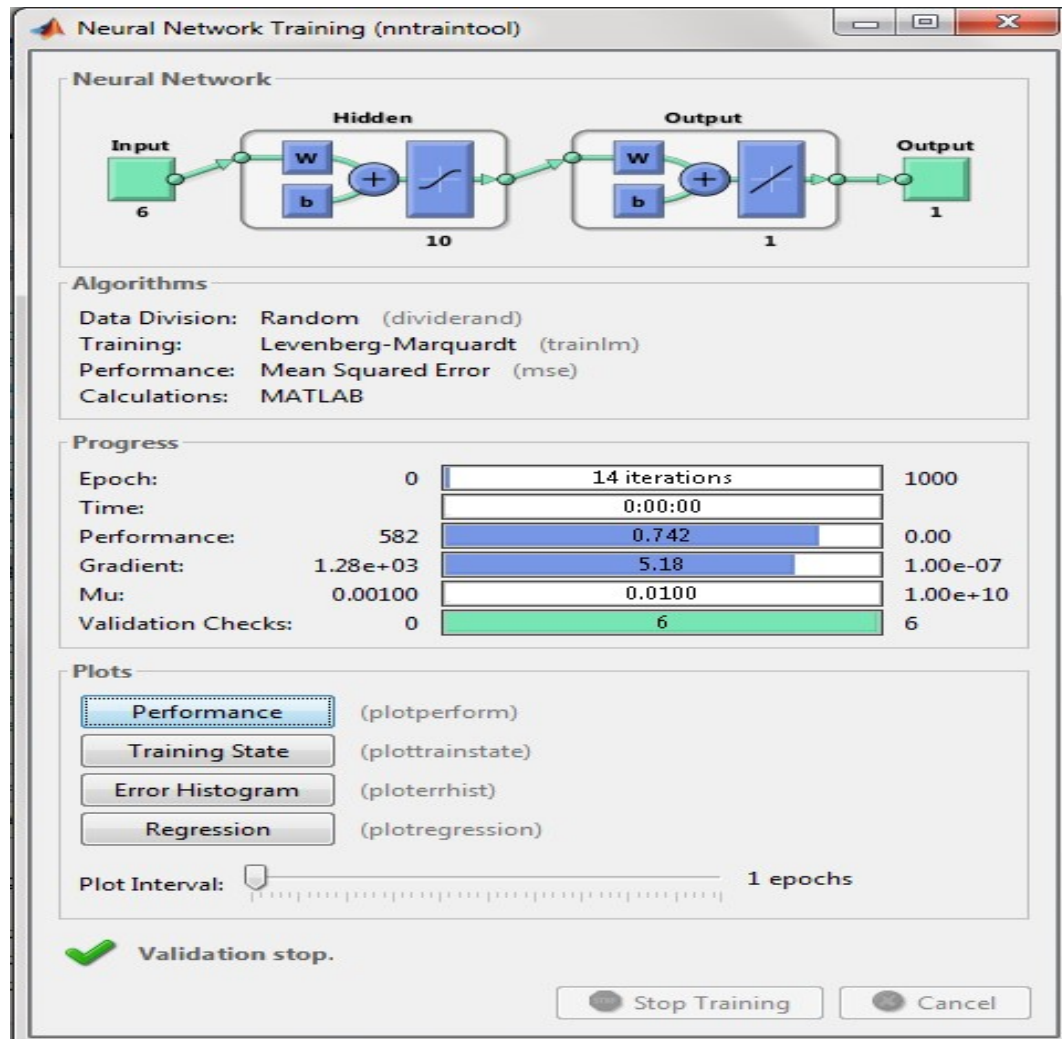 Neural Network Training (nntraintool)
Neural Network
Hidden
Output
Input
W
b
+
W
b
+
Output
6
10
1
1
Algorithms
Data Division: Random (dividerand)
Training: Levenberg-Marquardt (trainlm)
Performance: Mean Squared Error (mse)
Calculations: MATLAB
Progress
Epoch: 0 14 iterations 1000
Time: 0:00:00
Performance: 582 0.742 0.00
Gradient: 1.28e+03 5.18 1.00e-07
Mu: 0.00100 0.0100 1.00e+10
Validation Checks: 0 6 6
Plots
Performance (plotperform)
Training State (plottrainstate)
Error Histogram (ploterrhist)
Regression (plotregression)
Plot Interval: 1 epochs
Validation stop.
Stop Training Cancel